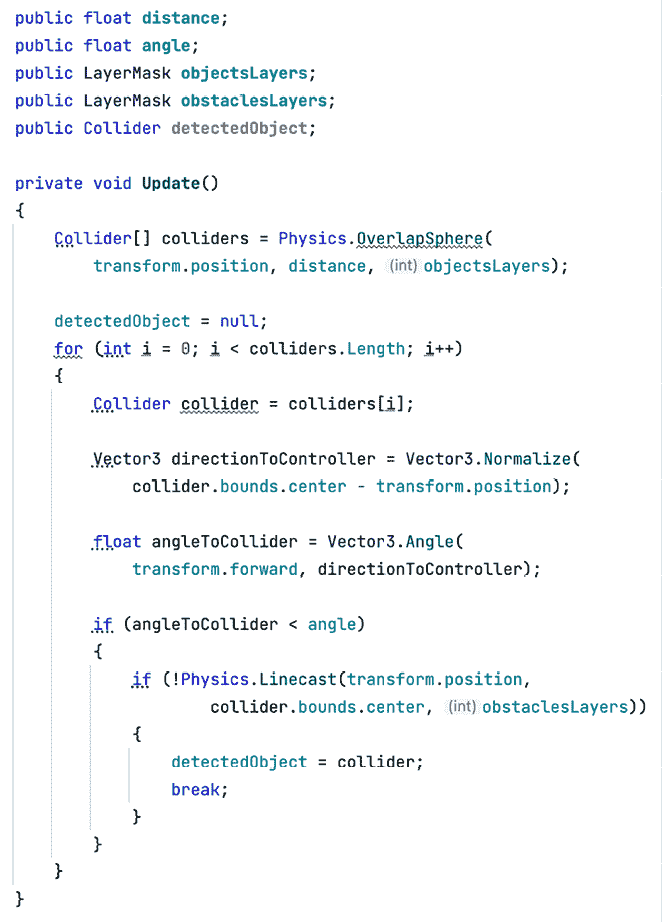 public float distance;
public float angle;
public LayerMask objectsLayers;
public LayerMask obstaclesLayers;
public Collider detectedObject;
private void Update()
{
Collider[] colliders = Physics.OverlapSphere(
transform.position, distance, (int) objectsLayers);
detectedObject = null;
for (int i = 0; i < colliders.Length; i++)
{
Collider collider = colliders[i];
Vector3 directionToController = Vector3.Normalize(
collider.bounds.center - transform.position);
float angleToCollider = Vector3.Angle(
transform.forward, directionToController);
if (angleToCollider < angle)
{
if (!Physics.Linecast(transform.position,
collider.bounds.center, (int) obstaclesLayers))
{
detectedObject = collider;
break;
}
}
}
}